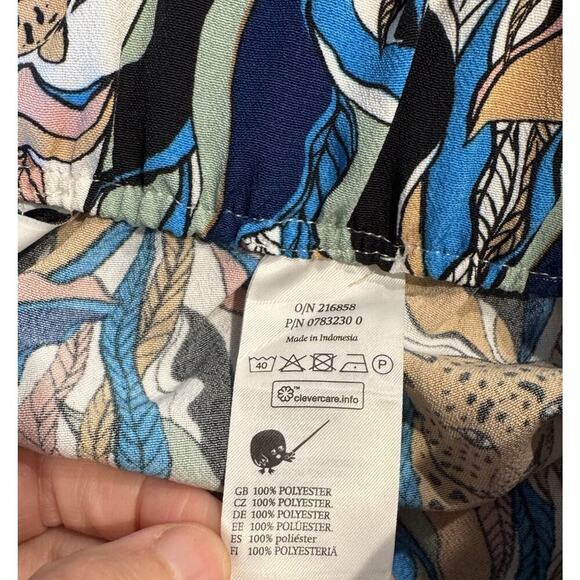 O/N 216858
P/N 0783230 0
Made in Indonesia
40 P
™
clevercare.info
GB 100% POLYESTER
CZ 100% POLYESTER.
DE 100% POLYESTER
EE 100% POLÜESTER.
ES 100% poliéster
FI 100% POLYESTERIÄ